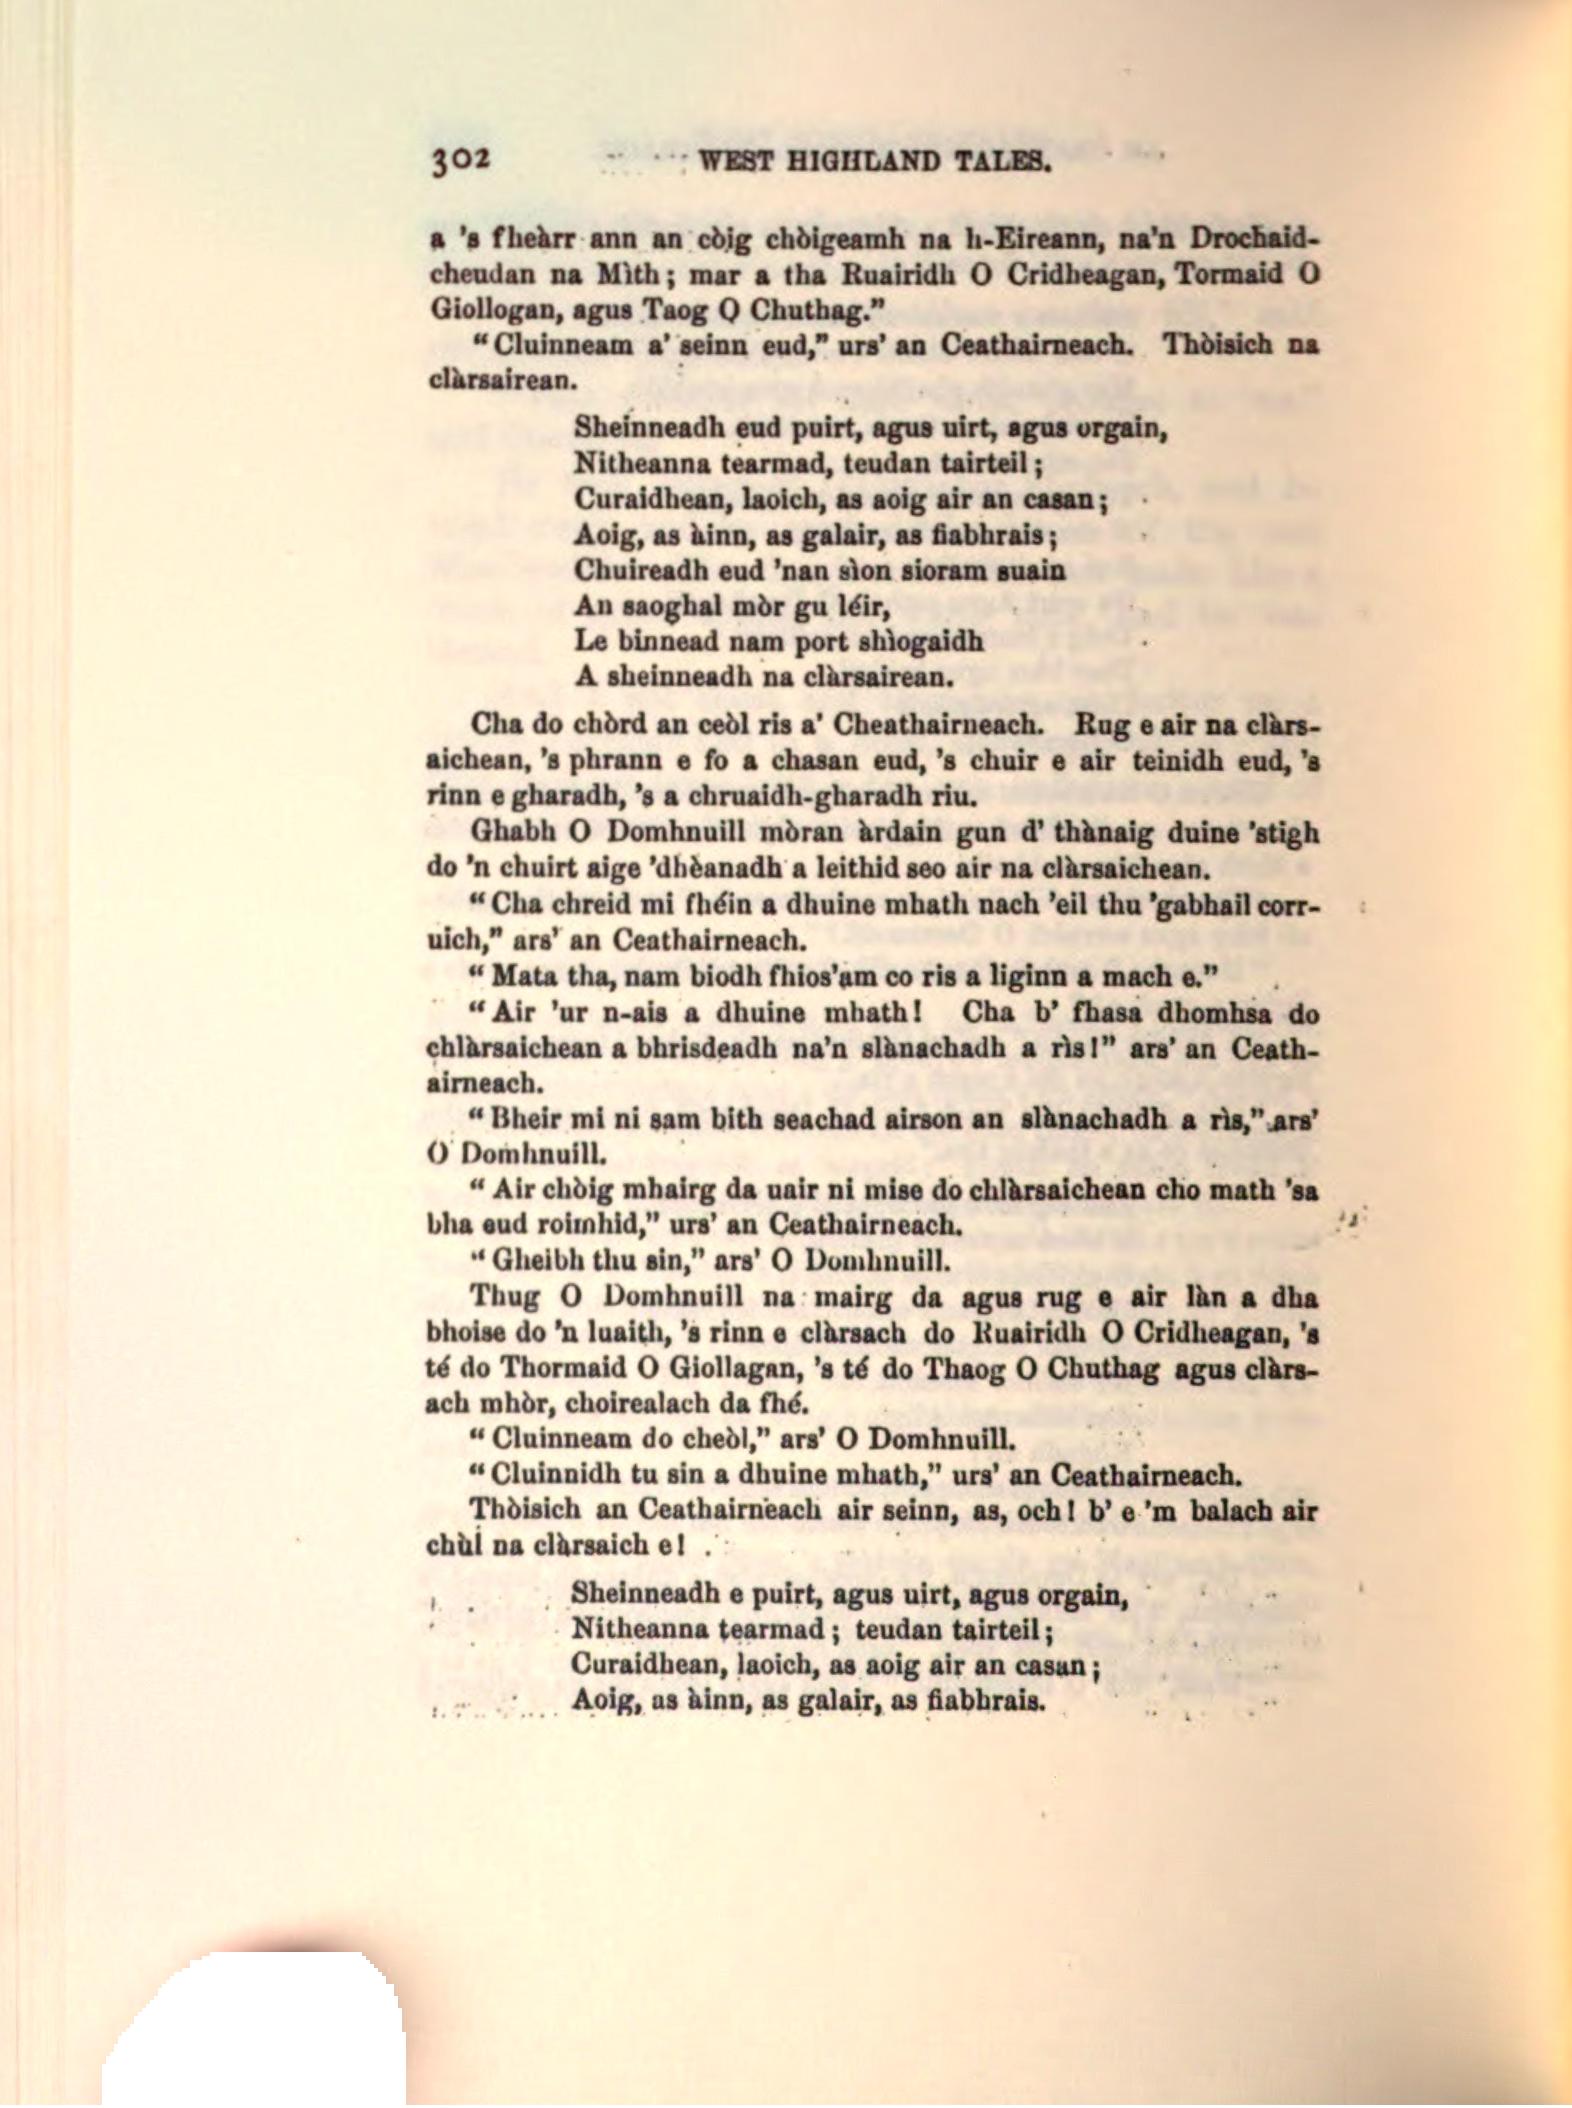 302 WEST HIGHLAND TALES.
a 's fheàrr ann an còig chòigeamh na h-Eireann, na'n Drochaid-
cheudan na Mìth; mar a tha Ruairidh O Cridheagan, Tormaid O
Giollogan, agus Taog O Chuthag.”
“Cluinneam a' seinn eud,” urs' an Ceathairneach. Thòisich na
clàrsairean.
Sheinneadh eud puirt, agus uirt, agus orgain,
Nitheanna tearmad, teudan tairteil;
Curaidhean, laoich, as aoig air an casan;
Aoig, as àinn, as galair, as fiabhrais;
Chuireadh eud 'nan sìon sioram suain
An saoghal mòr gu léir,
Le binnead nam port shìogaidh
A sheinneadh na clàrsairean.
Cha do chòrd an ceòl ris a' Cheathairneach. Rug e air na clàrs-
aichean, 's phrann e fo a chasan eud, 's chuir e air teinidh eud, 's
rinn e gharadh, 's a chruaidh-gharadh riu.
Ghabh O Domhnuill mòran àrdain gun d' thànaig duine 'stigh
do 'n chuirt aige 'dhèanadh a leithid seo air na clàrsaichean.
“Cha chreid mi fhéin a dhuine mhath nach 'eil thu 'gabhail corr-
uich,” ars' an Ceathairneach.
“Mata tha, nam biodh fhios'am co ris a liginn a mach e.”
“Air 'ur n-ais a dhuine mhath! Cha b' fhasa dhomhsa do
chlàrsaichean a bhrisdeadh na'n slànachadh a rìs!” ars' an Ceath-
airneach.
“Bheir mi ni sam bith seachad airson an slànachadh a rìs,” ars'
O Domhnuill.
“Air chòig mhairg da uair ni mise do chlàrsaichean cho math 'sa
bha eud roimhid,” urs' an Ceathairneach.
“Gheibh thu sin,” ars' O Domhnuill.
Thug O Domhnuill na mairg da agus rug e air làn a dha
bhoise do 'n luaith, 's rinn e clàrsach do Ruairidh O Cridheagan, 's
té do Thormaid O Giollagan, 's té do Thaog O Chuthag agus clàrs-
ach mhòr, choirealach da fhé.
“Cluinneam do cheòl,” ars' O Domhnuill.
“Cluinnidh tu sin a dhuine mhath,” urs' an Ceathairneach.
Thòisich an Ceathairneach air seinn, as, och! b' e 'm balach air
chùl na clàrsaich e!
Sheinneadh e puirt, agus uirt, agus orgain,
Nitheanna tearmad; teudan tairteil;
Curaidhean, laoich, as aoig air an casan;
Aoig, as àinn, as galair, as fiabhrais.